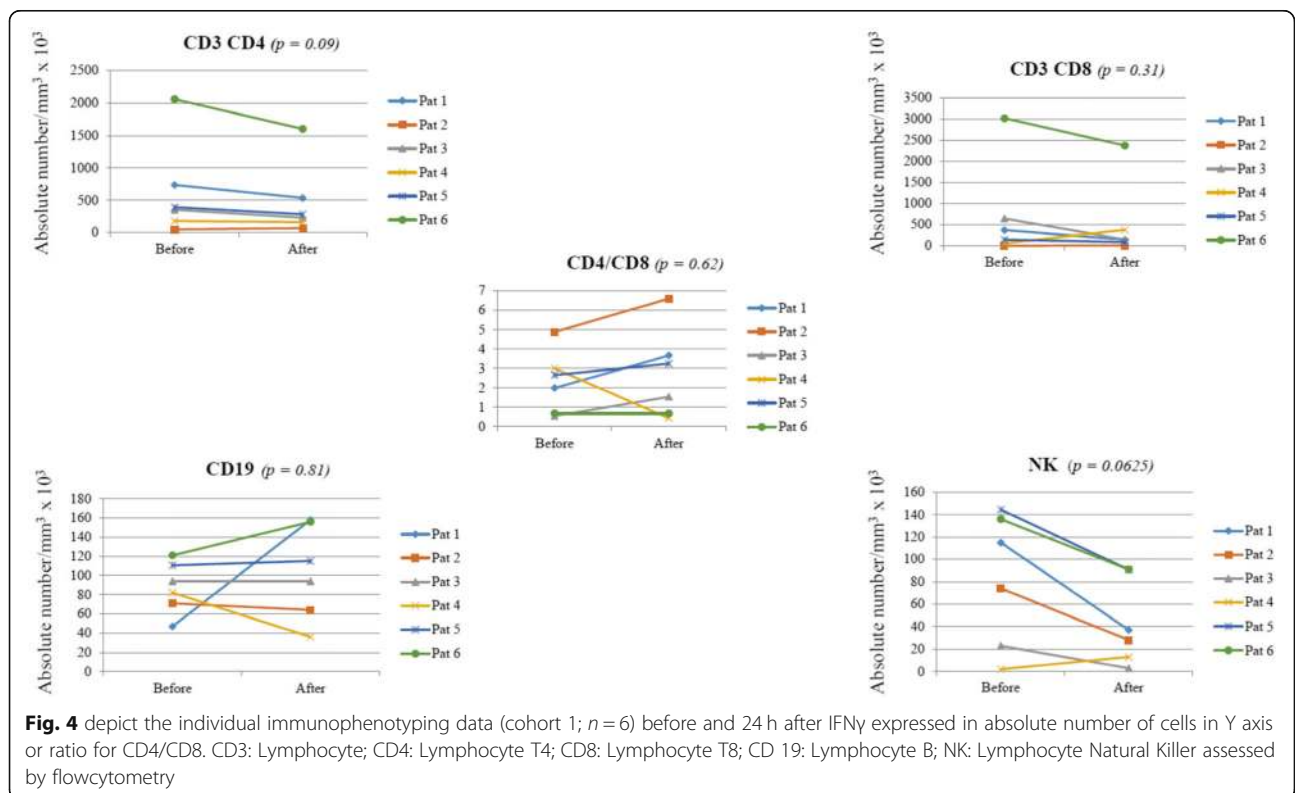 CD3 CD4 (p = 0.09)
Absolute number/mm³ x 10³
2500
2000
1500
1000
500
0
Before
After
Pat 1
Pat 2
Pat 3
Pat 4
Pat 5
Pat 6
CD3 CD8 (p = 0.31)
Absolute number/mm³ x 10³
3500
3000
2500
2000
1500
1000
500
0
Before
After
Pat 1
Pat 2
Pat 3
Pat 4
Pat 5
Pat 6
CD4/CD8 (p = 0.62)
7
6
5
4
3
2
1
0
Before
After
Pat 1
Pat 2
Pat 3
Pat 4
Pat 5
Pat 6
CD19 (p = 0.81)
Absolute number/mm³ x 10³
180
160
140
120
100
80
60
40
20
0
Before
After
Pat 1
Pat 2
Pat 3
Pat 4
Pat 5
Pat 6
NK (p = 0.0625)
Absolute number/mm³ x 10³
160
140
120
100
80
60
40
20
0
Before
After
Pat 1
Pat 2
Pat 3
Pat 4
Pat 5
Pat 6
Fig. 4 depict the individual immunophenotyping data (cohort 1; n = 6) before and 24 h after IFNγ expressed in absolute number of cells in Y axis
or ratio for CD4/CD8. CD3: Lymphocyte; CD4: Lymphocyte T4; CD8: Lymphocyte T8; CD 19: Lymphocyte B; NK: Lymphocyte Natural Killer assessed
by flowcytometry